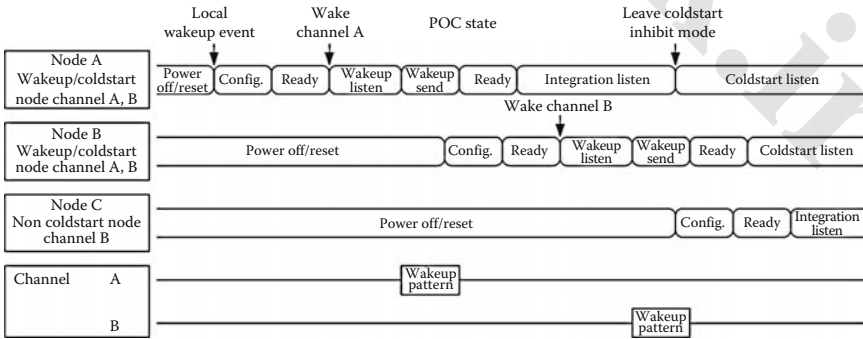 Local
wakeup event
Wake
channel A
POC state
Leave coldstart
inhibit mode
Node A
Wakeup/coldstart
node channel A, B
Power
off/reset
Config.
Ready
Wakeup
listen
Wakeup
send
Ready
Integration listen
Coldstart listen
Wake channel B
Node B
Wakeup/coldstart
node channel A, B
Power off/reset
Config.
Ready
Wakeup
listen
Wakeup
send
Ready
Coldstart listen
Node C
Non coldstart node
channel B
Power off/reset
Config.
Ready
Integration
listen
Channel A
Wakeup
pattern
B
Wakeup
pattern